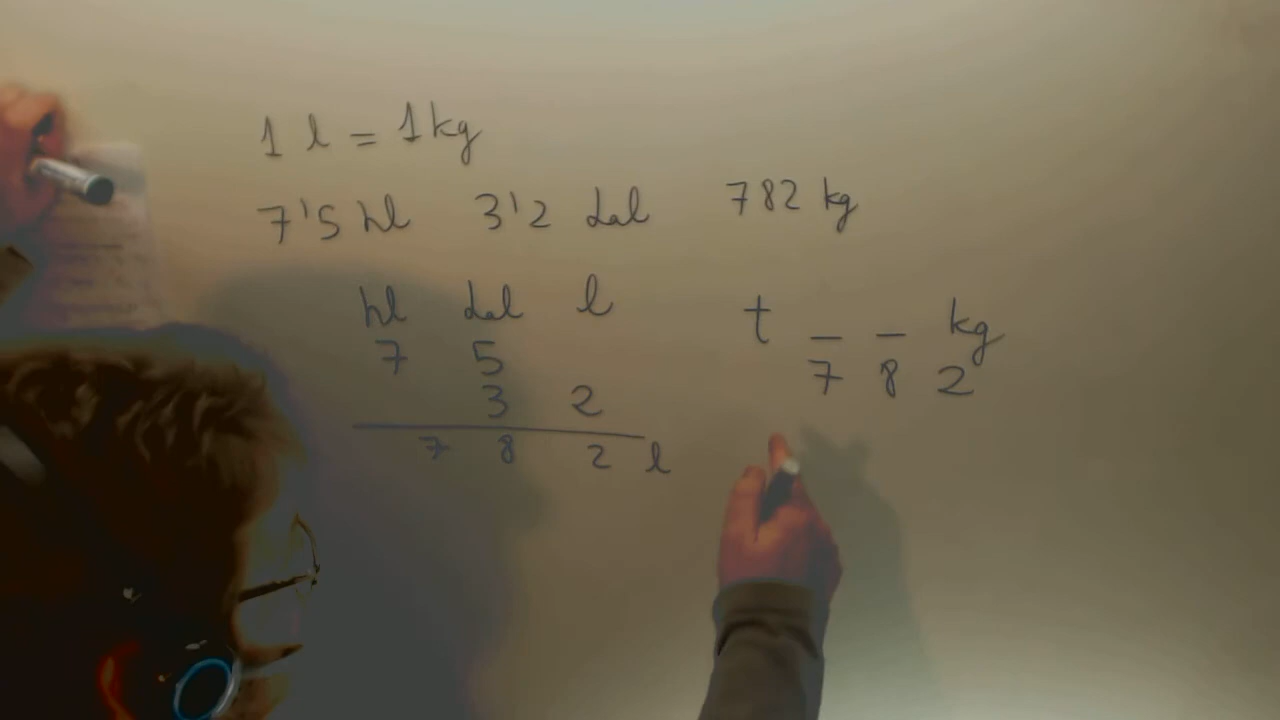 1 l = 1 kg
7'5 hl 3'2 dal 782 kg
hl dal l t _ _ kg
7 5 7 8 2
3 2
7 8 2 l